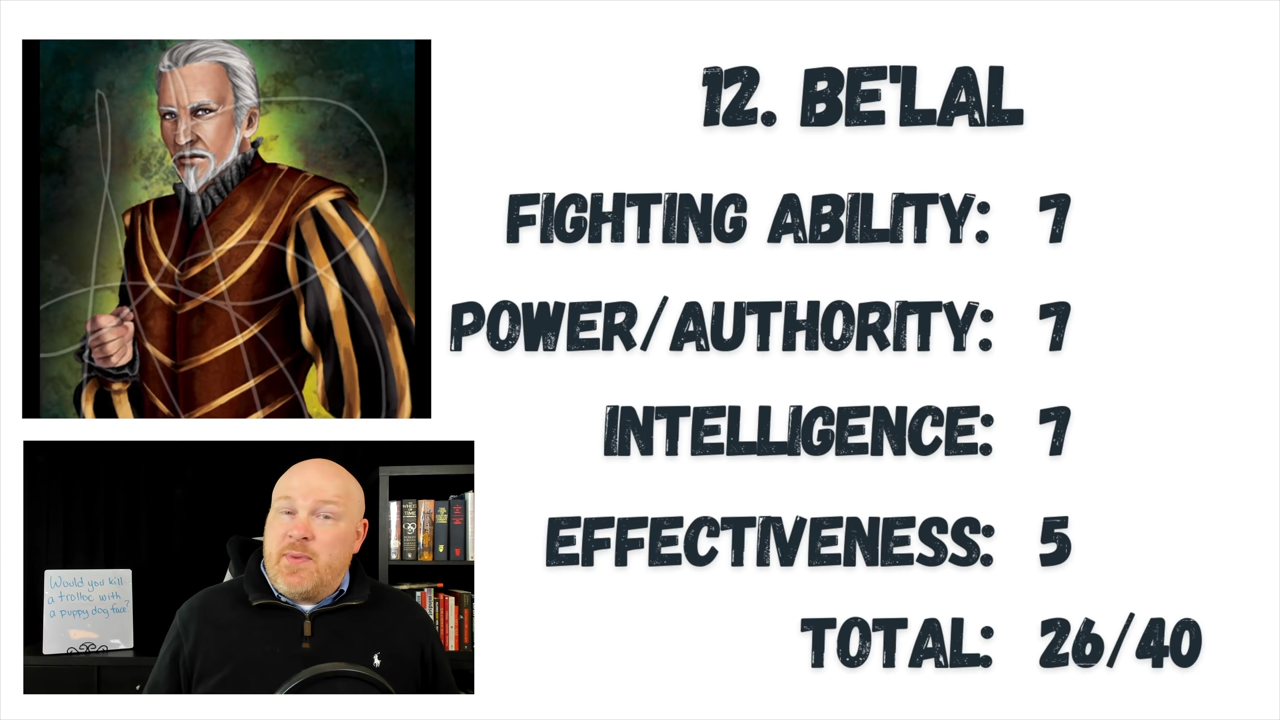 12. BE'LAL
FIGHTING ABILITY: 7
POWER/AUTHORITY: 7
INTELLIGENCE: 7
EFFECTIVENESS: 5
TOTAL: 26/40
Would you kill
a trolloc with
a puppy dog face?